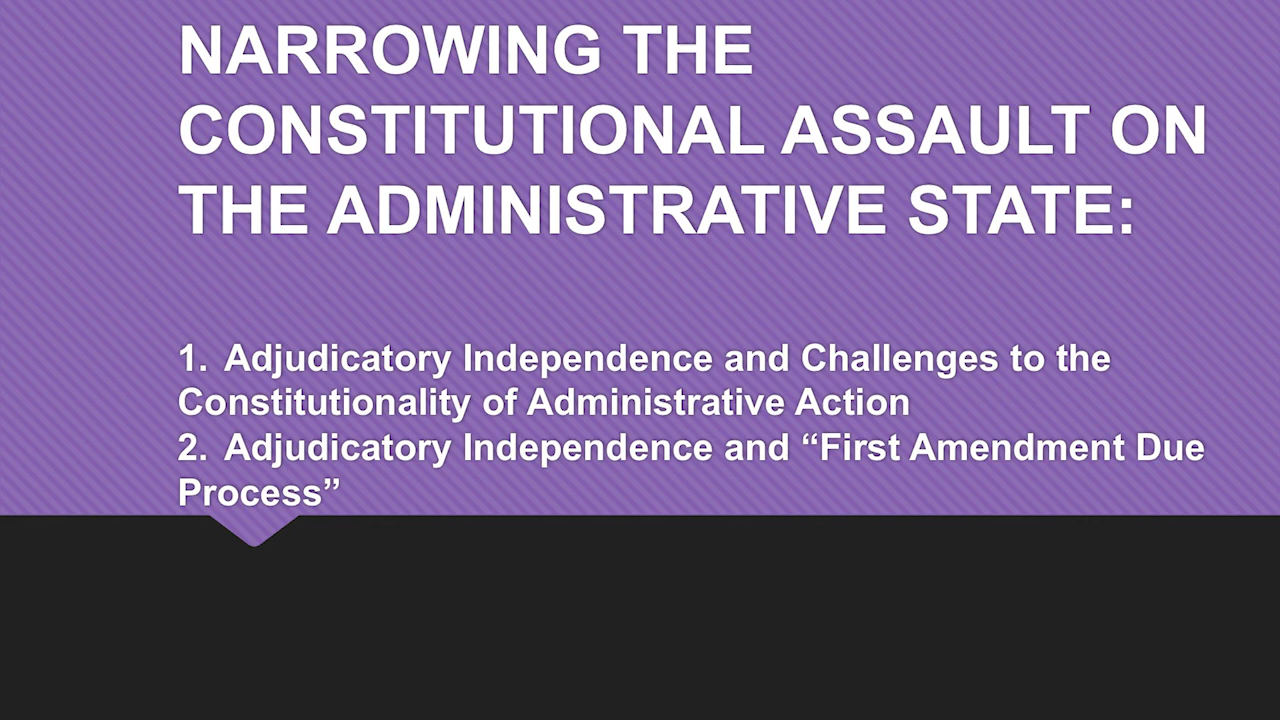 NARROWING THE
CONSTITUTIONAL ASSAULT ON
THE ADMINISTRATIVE STATE:
1. Adjudicatory Independence and Challenges to the
Constitutionality of Administrative Action
2. Adjudicatory Independence and “First Amendment Due
Process”